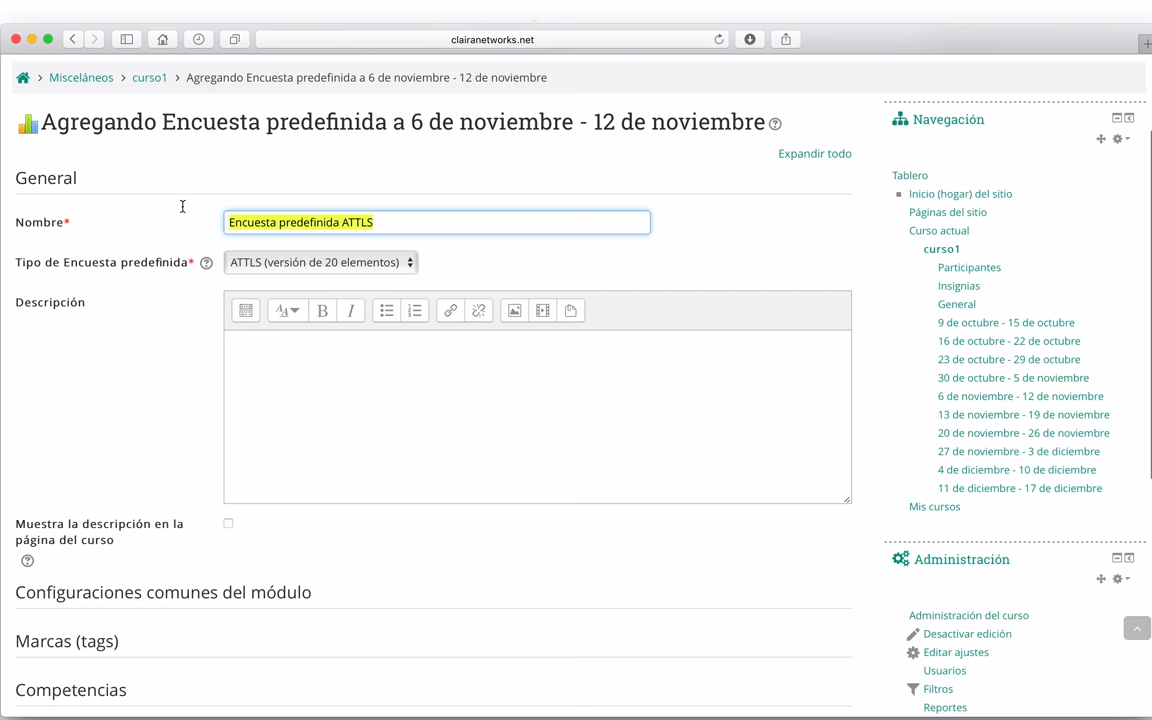 clairanetworks.net
Misceláneos > curso1 > Agregando Encuesta predefinida a 6 de noviembre - 12 de noviembre
Agregando Encuesta predefinida a 6 de noviembre - 12 de noviembre
Expandir todo
General
Nombre*
Encuesta predefinida ATTLS
Tipo de Encuesta predefinida*
ATTLS (versión de 20 elementos)
Descripción
Muestra la descripción en la
página del curso
Configuraciones comunes del módulo
Marcas (tags)
Competencias
Navegación
Tablero
Inicio (hogar) del sitio
Páginas del sitio
Curso actual
curso1
Participantes
Insignias
General
9 de octubre - 15 de octubre
16 de octubre - 22 de octubre
23 de octubre - 29 de octubre
30 de octubre - 5 de noviembre
6 de noviembre - 12 de noviembre
13 de noviembre - 19 de noviembre
20 de noviembre - 26 de noviembre
27 de noviembre - 3 de diciembre
4 de diciembre - 10 de diciembre
11 de diciembre - 17 de diciembre
Mis cursos
Administración
Administración del curso
Desactivar edición
Editar ajustes
Usuarios
Filtros
Reportes